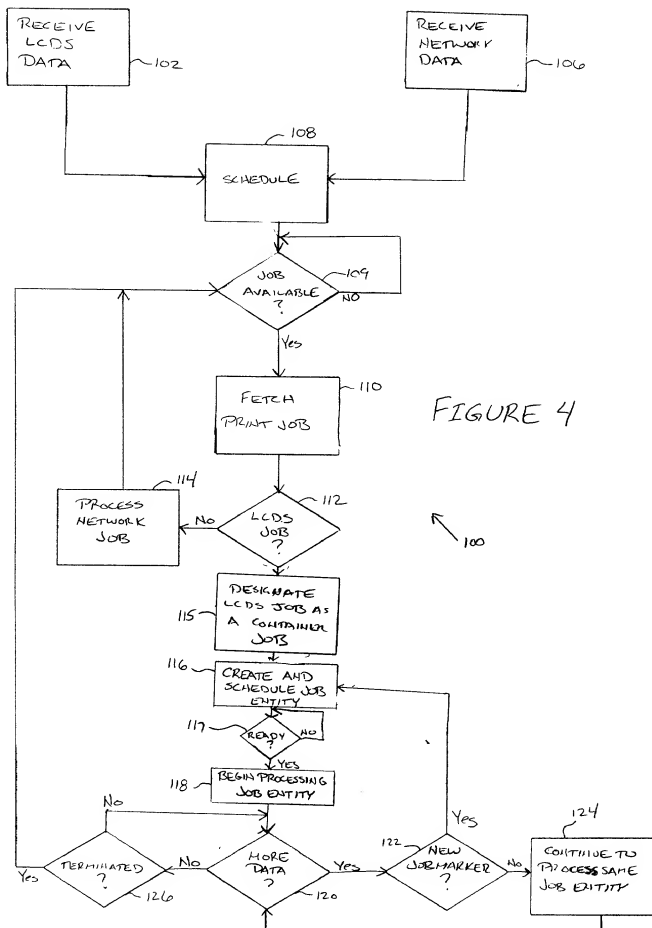 RECEIVE
LCDS
DATA
102
RECEIVE
NETWORK
DATA
106
108
SCHEDULE
JOB
AVAILABLE
?
109
NO
Yes
FETCH
PRINT JOB
110
FIGURE 4
114
PROCESS
NETWORK
JOB
No
112
LCDS
JOB
?
100
DESIGNATE
LCDS JOB AS
A CONTAINER
JOB
115
116
CREATE AND
SCHEDULE JOB
ENTITY
117
READY
?
NO
YES
118
BEGIN PROCESSING
JOB ENTITY
No
Yes
TERMINATED
?
126
No
MORE
DATA
?
120
Yes
122
NEW
JOBMARKER
?
Yes
No
124
CONTINUE TO
PROCESS SAME
JOB ENTITY